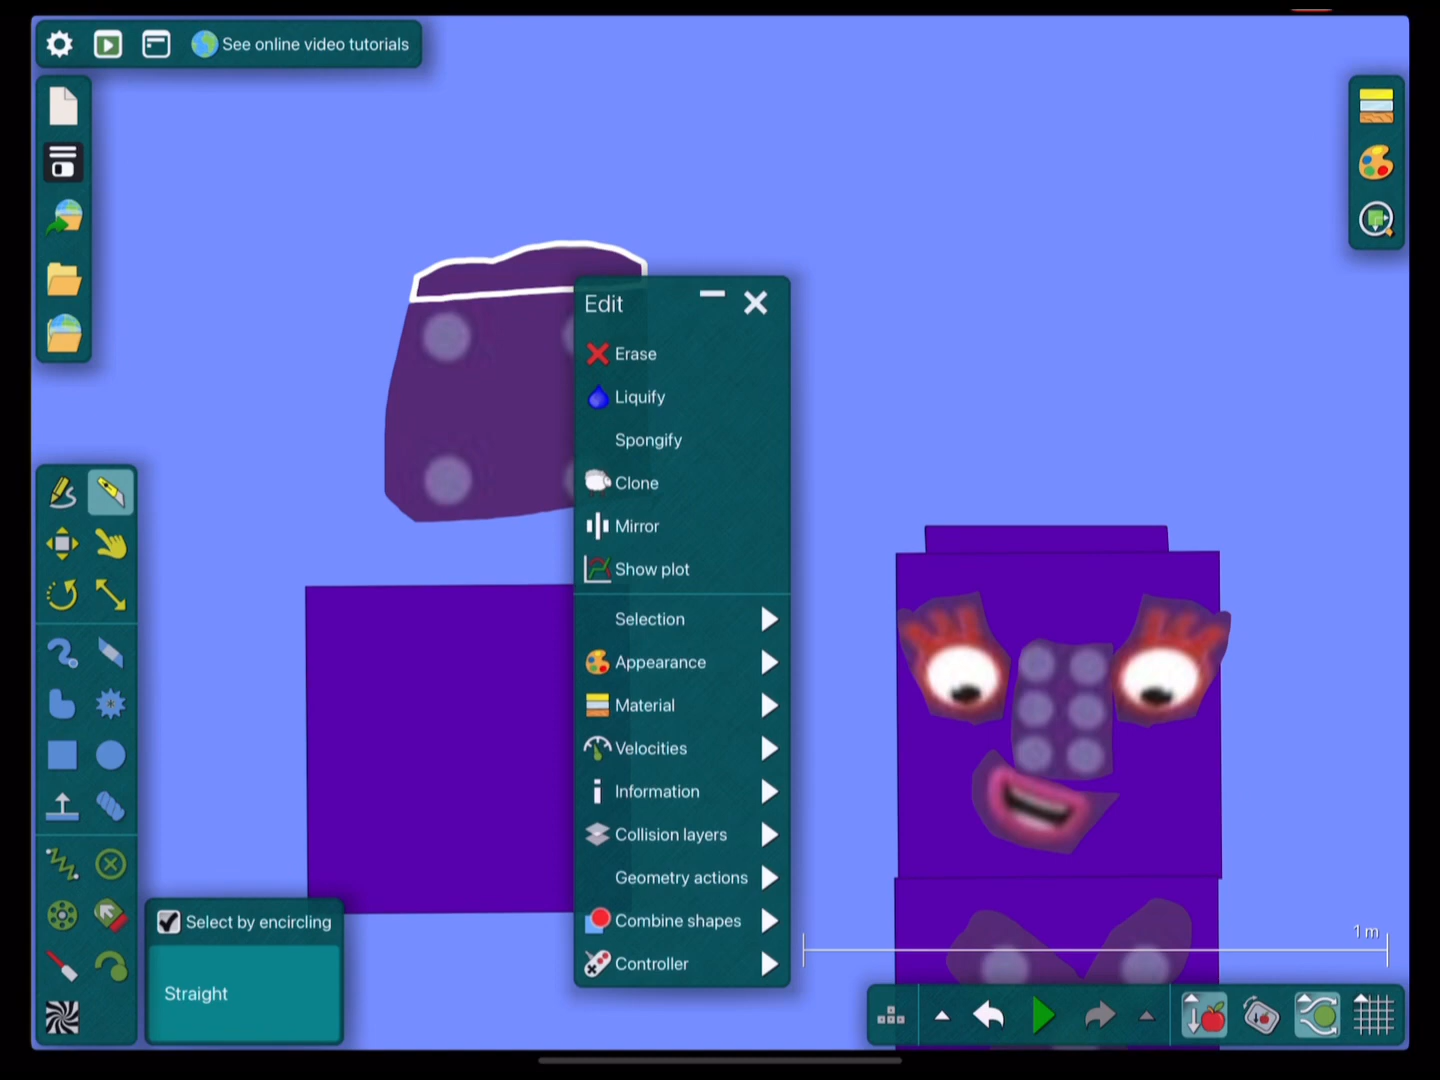 See online video tutorials
Edit
Erase
Liquify
Spongify
Clone
Mirror
Show plot
Selection
Appearance
Material
Velocities
Information
Collision layers
Geometry actions
Combine shapes
Controller
Select by encircling
Straight
1 m